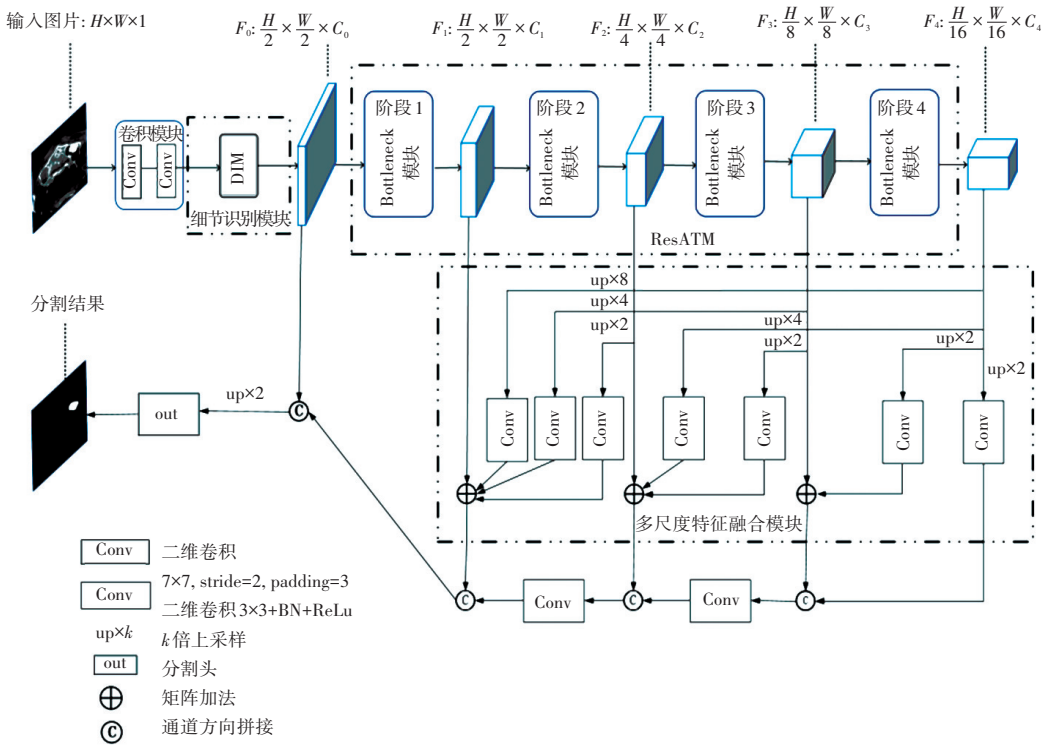 输入图片: H×W×1
F₀: H/2 × W/2 × C₀
F₁: H/2 × W/2 × C₁
F₂: H/4 × W/4 × C₂
F₃: H/8 × W/8 × C₃
F₄: H/16 × W/16 × C₄
卷积模块
Conv
Conv
DIM
细节识别模块
阶段1
Bottleneck
模块
阶段2
Bottleneck
模块
阶段3
Bottleneck
模块
阶段4
Bottleneck
模块
ResATM
up×8
up×4
up×2
up×4
up×2
up×2
up×2
Conv
Conv
Conv
Conv
Conv
Conv
Conv
多尺度特征融合模块
分割结果
out
up×2
C
C
Conv
C
Conv
C
Conv
二维卷积
7×7, stride=2, padding=3
Conv
二维卷积3×3+BN+ReLu
up×k
k倍上采样
out
分割头
矩阵加法
C
通道方向拼接